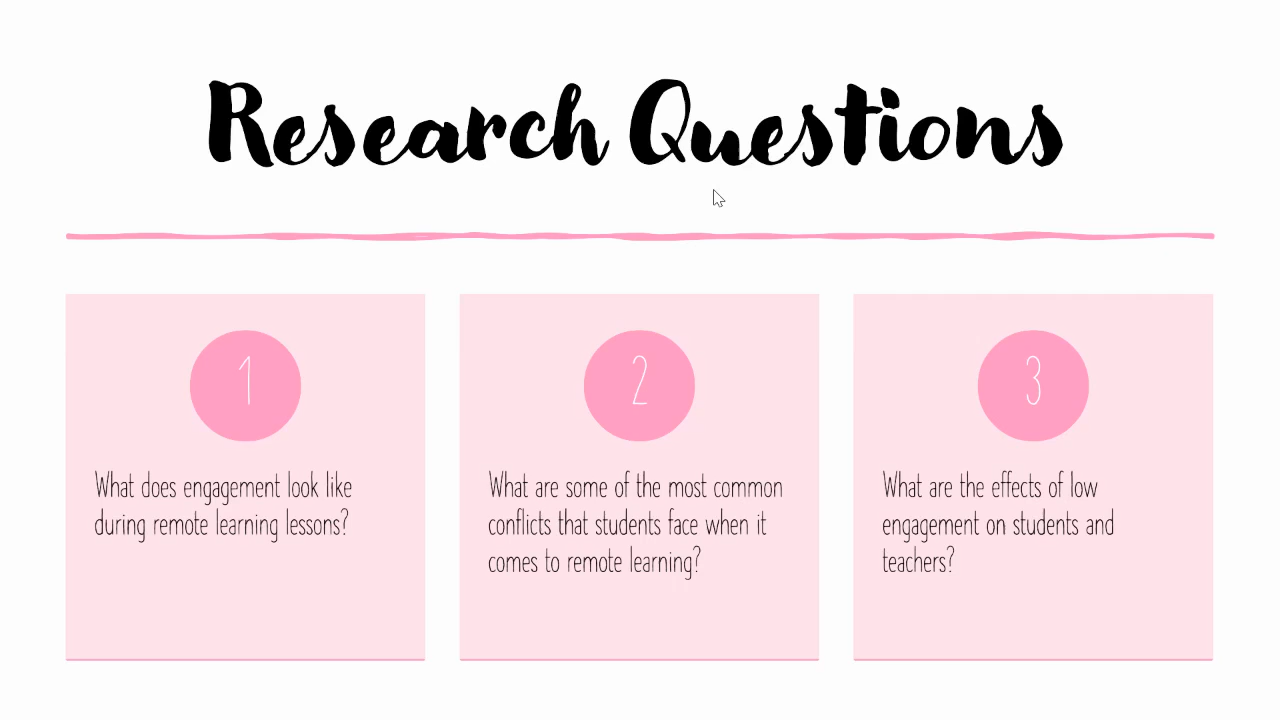 Research Questions
1
What does engagement look like
during remote learning lessons?
2
What are some of the most common
conflicts that students face when it
comes to remote learning?
3
What are the effects of low
engagement on students and
teachers?